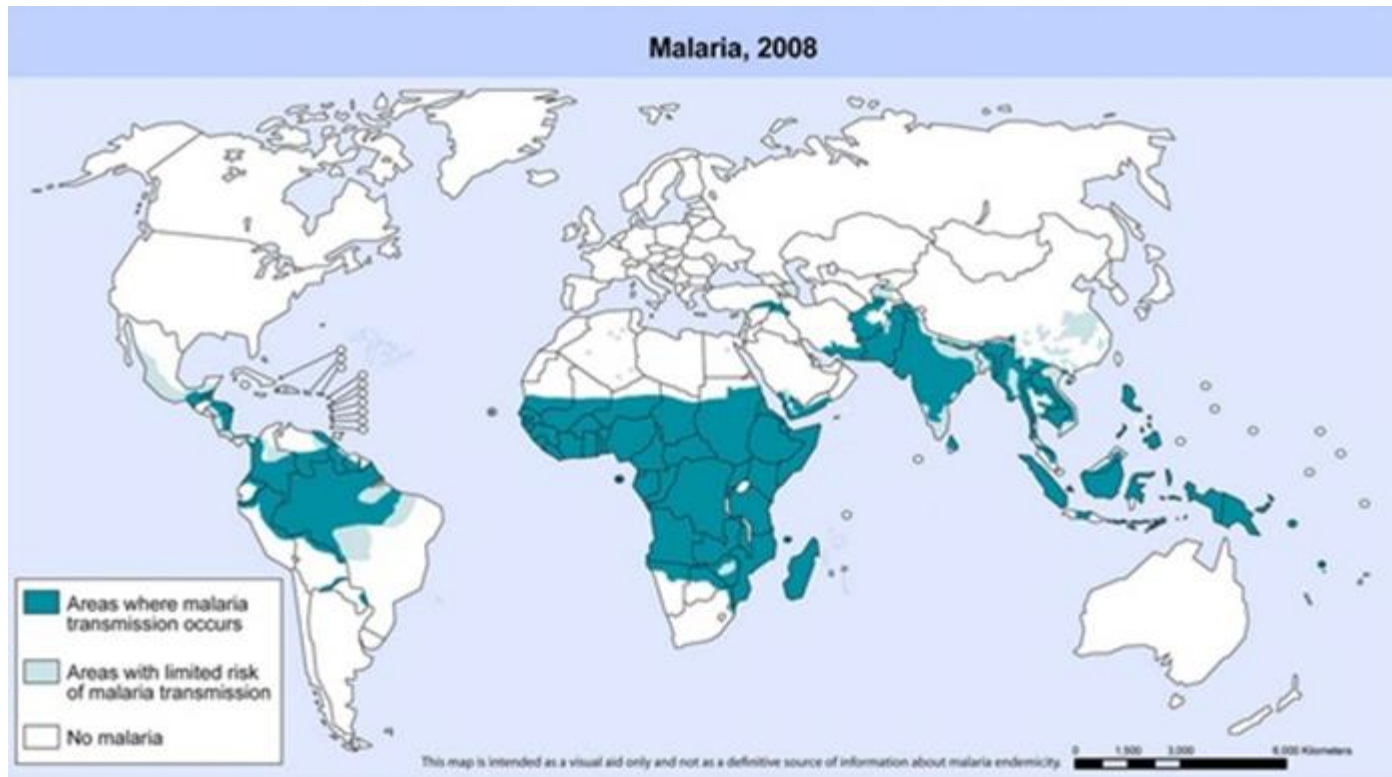 Malaria, 2008
Areas where malaria
transmission occurs
Areas with limited risk
of malaria transmission
No malaria
This map is intended as a visual aid only and not as a definitive source of information about malaria endemicity.
0 1,500 3,000 6,000 Kilometers